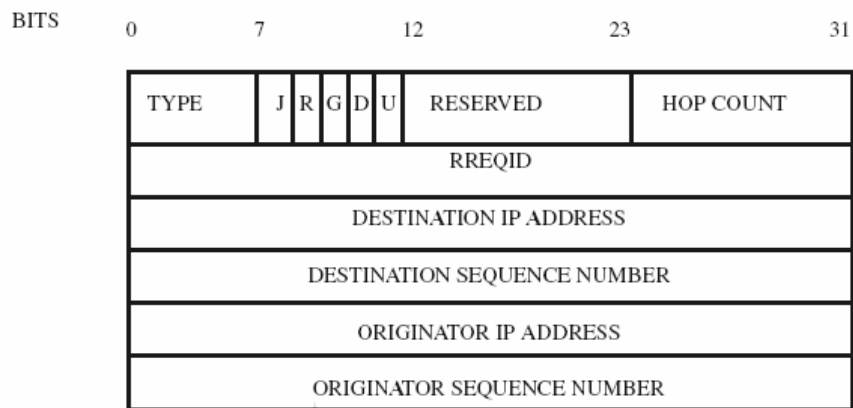 BITS 0 7 12 23 31
TYPE J R G D U RESERVED HOP COUNT
RREQID
DESTINATION IP ADDRESS
DESTINATION SEQUENCE NUMBER
ORIGINATOR IP ADDRESS
ORIGINATOR SEQUENCE NUMBER